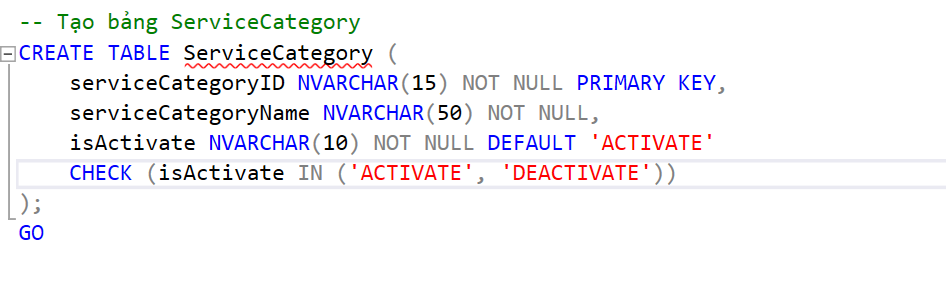 -- Tạo bảng ServiceCategory
CREATE TABLE ServiceCategory (
serviceCategoryID NVARCHAR(15) NOT NULL PRIMARY KEY,
serviceCategoryName NVARCHAR(50) NOT NULL,
isActivate NVARCHAR(10) NOT NULL DEFAULT 'ACTIVATE'
CHECK (isActivate IN ('ACTIVATE', 'DEACTIVATE'))
);
GO